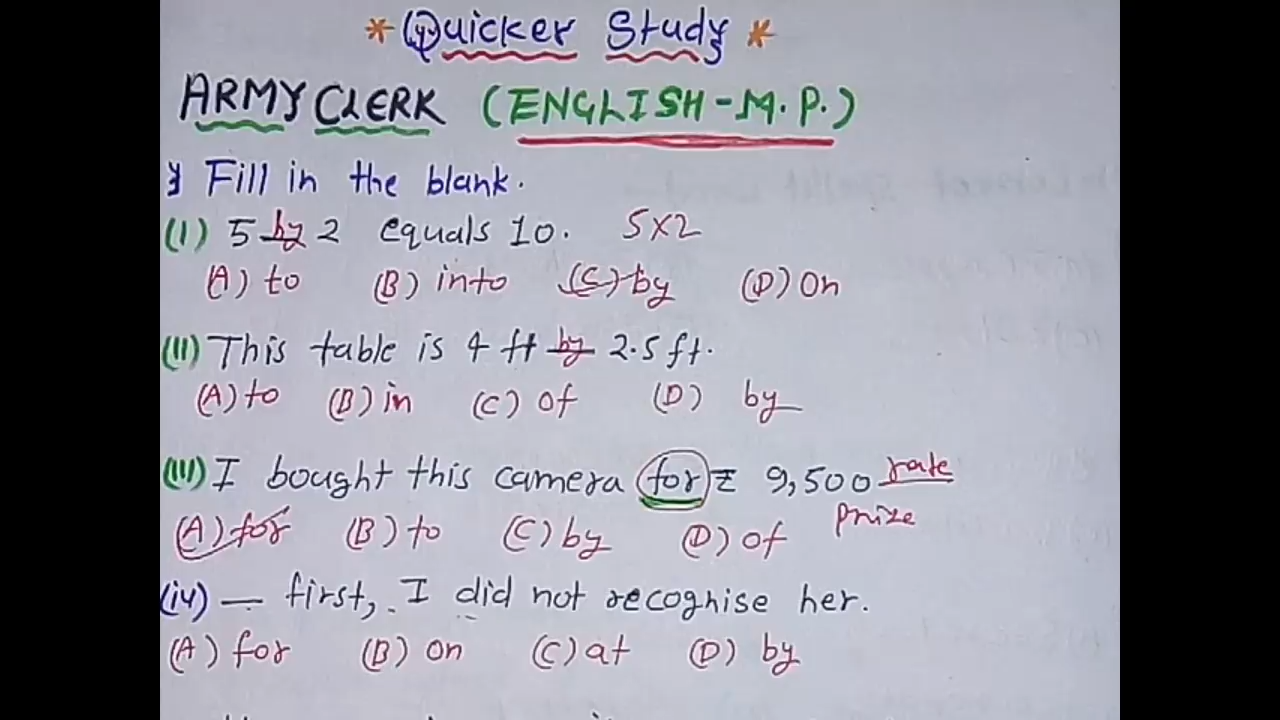 * Quicker Study *
ARMY CLERK (ENGLISH-M.P.)
Fill in the blank.
(I) 5 by 2 equals 10. 5×2
(A) to (B) into (C) by (D) On
(II) This table is 4 ft by 2.5 ft.
(A) to (B) in (C) of (D) by
(III) I bought this camera for ₹ 9,500 rate
prize
(A) for (B) to (C) by (D) of
(iv) — first, I did not recognise her.
(A) for (B) on (C) at (D) by